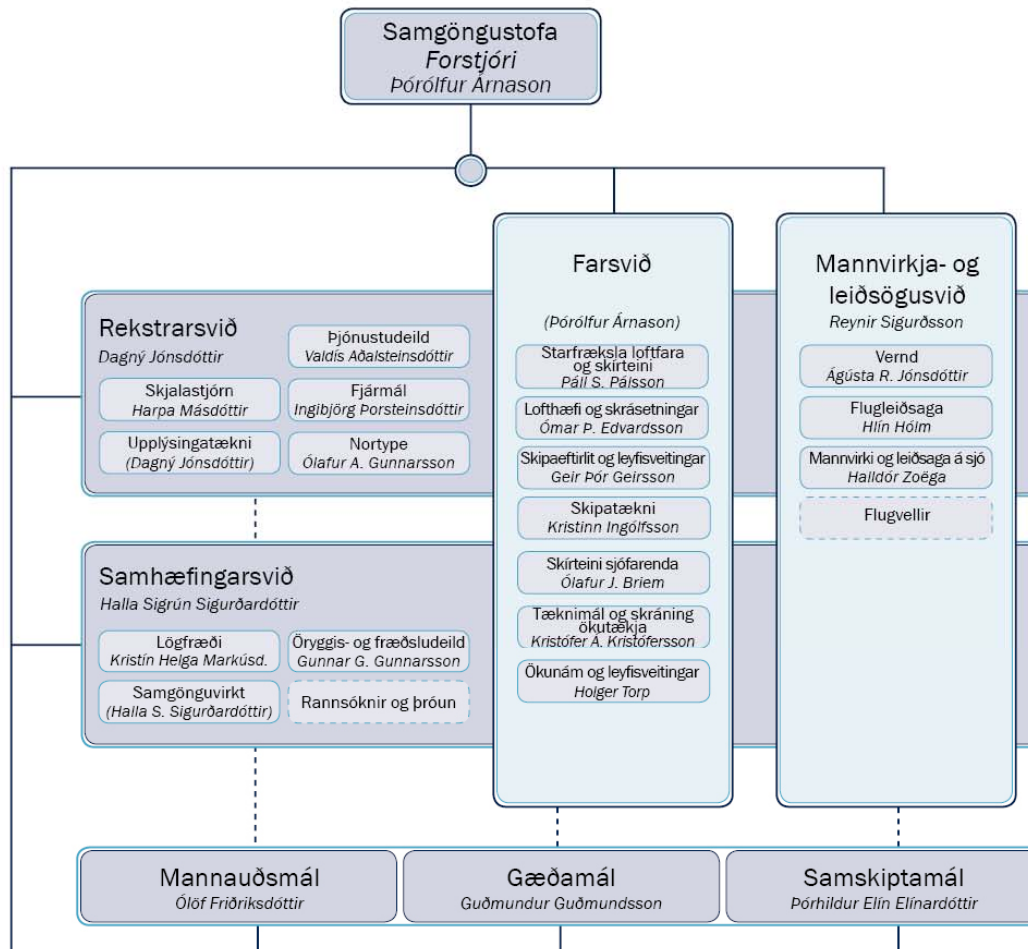 Samgöngustofa
Forstjóri
Þórólfur Árnason
Rekstrarsvið
Dagný Jónsdóttir
Þjónustudeild
Valdís Aðalsteinsdóttir
Skjalastjórn
Harpa Másdóttir
Fjármál
Ingibjörg Þorsteinsdóttir
Upplýsingatækni
(Dagný Jónsdóttir)
Nortype
Ólafur A. Gunnarsson
Samhæfingarsvið
Halla Sigrún Sigurðardóttir
Lögfræði
Kristín Helga Markúsd.
Öryggis- og fræðsludeild
Gunnar G. Gunnarsson
Samgönguvirkt
(Halla S. Sigurðardóttir)
Rannsóknir og þróun
Farsvið
(Þórólfur Árnason)
Starfræksla loftfara
og skírteini
Páll S. Pálsson
Lofthæfi og skrásetningar
Ómar Þ. Edvardsson
Skipaeftirlit og leyfisveitingar
Geir Þór Geirsson
Skipatækni
Kristinn Ingólfsson
Skírteini sjófarenda
Ólafur J. Briem
Tæknimál og skráning
ökutækja
Kristófer Á. Kristófersson
Ökunám og leyfisveitingar
Holger Torp
Mannvirkja- og
leiðsögusvið
Reynir Sigurðsson
Vernd
Ágústa R. Jónsdóttir
Flugleiðsaga
Hlín Hólm
Mannvirki og leiðsaga á sjó
Halldór Zoëga
Flugvellir
Mannauðsmál
Ólöf Friðriksdóttir
Gæðamál
Guðmundur Guðmundsson
Samskiptamál
Þórhildur Elín Elínardóttir